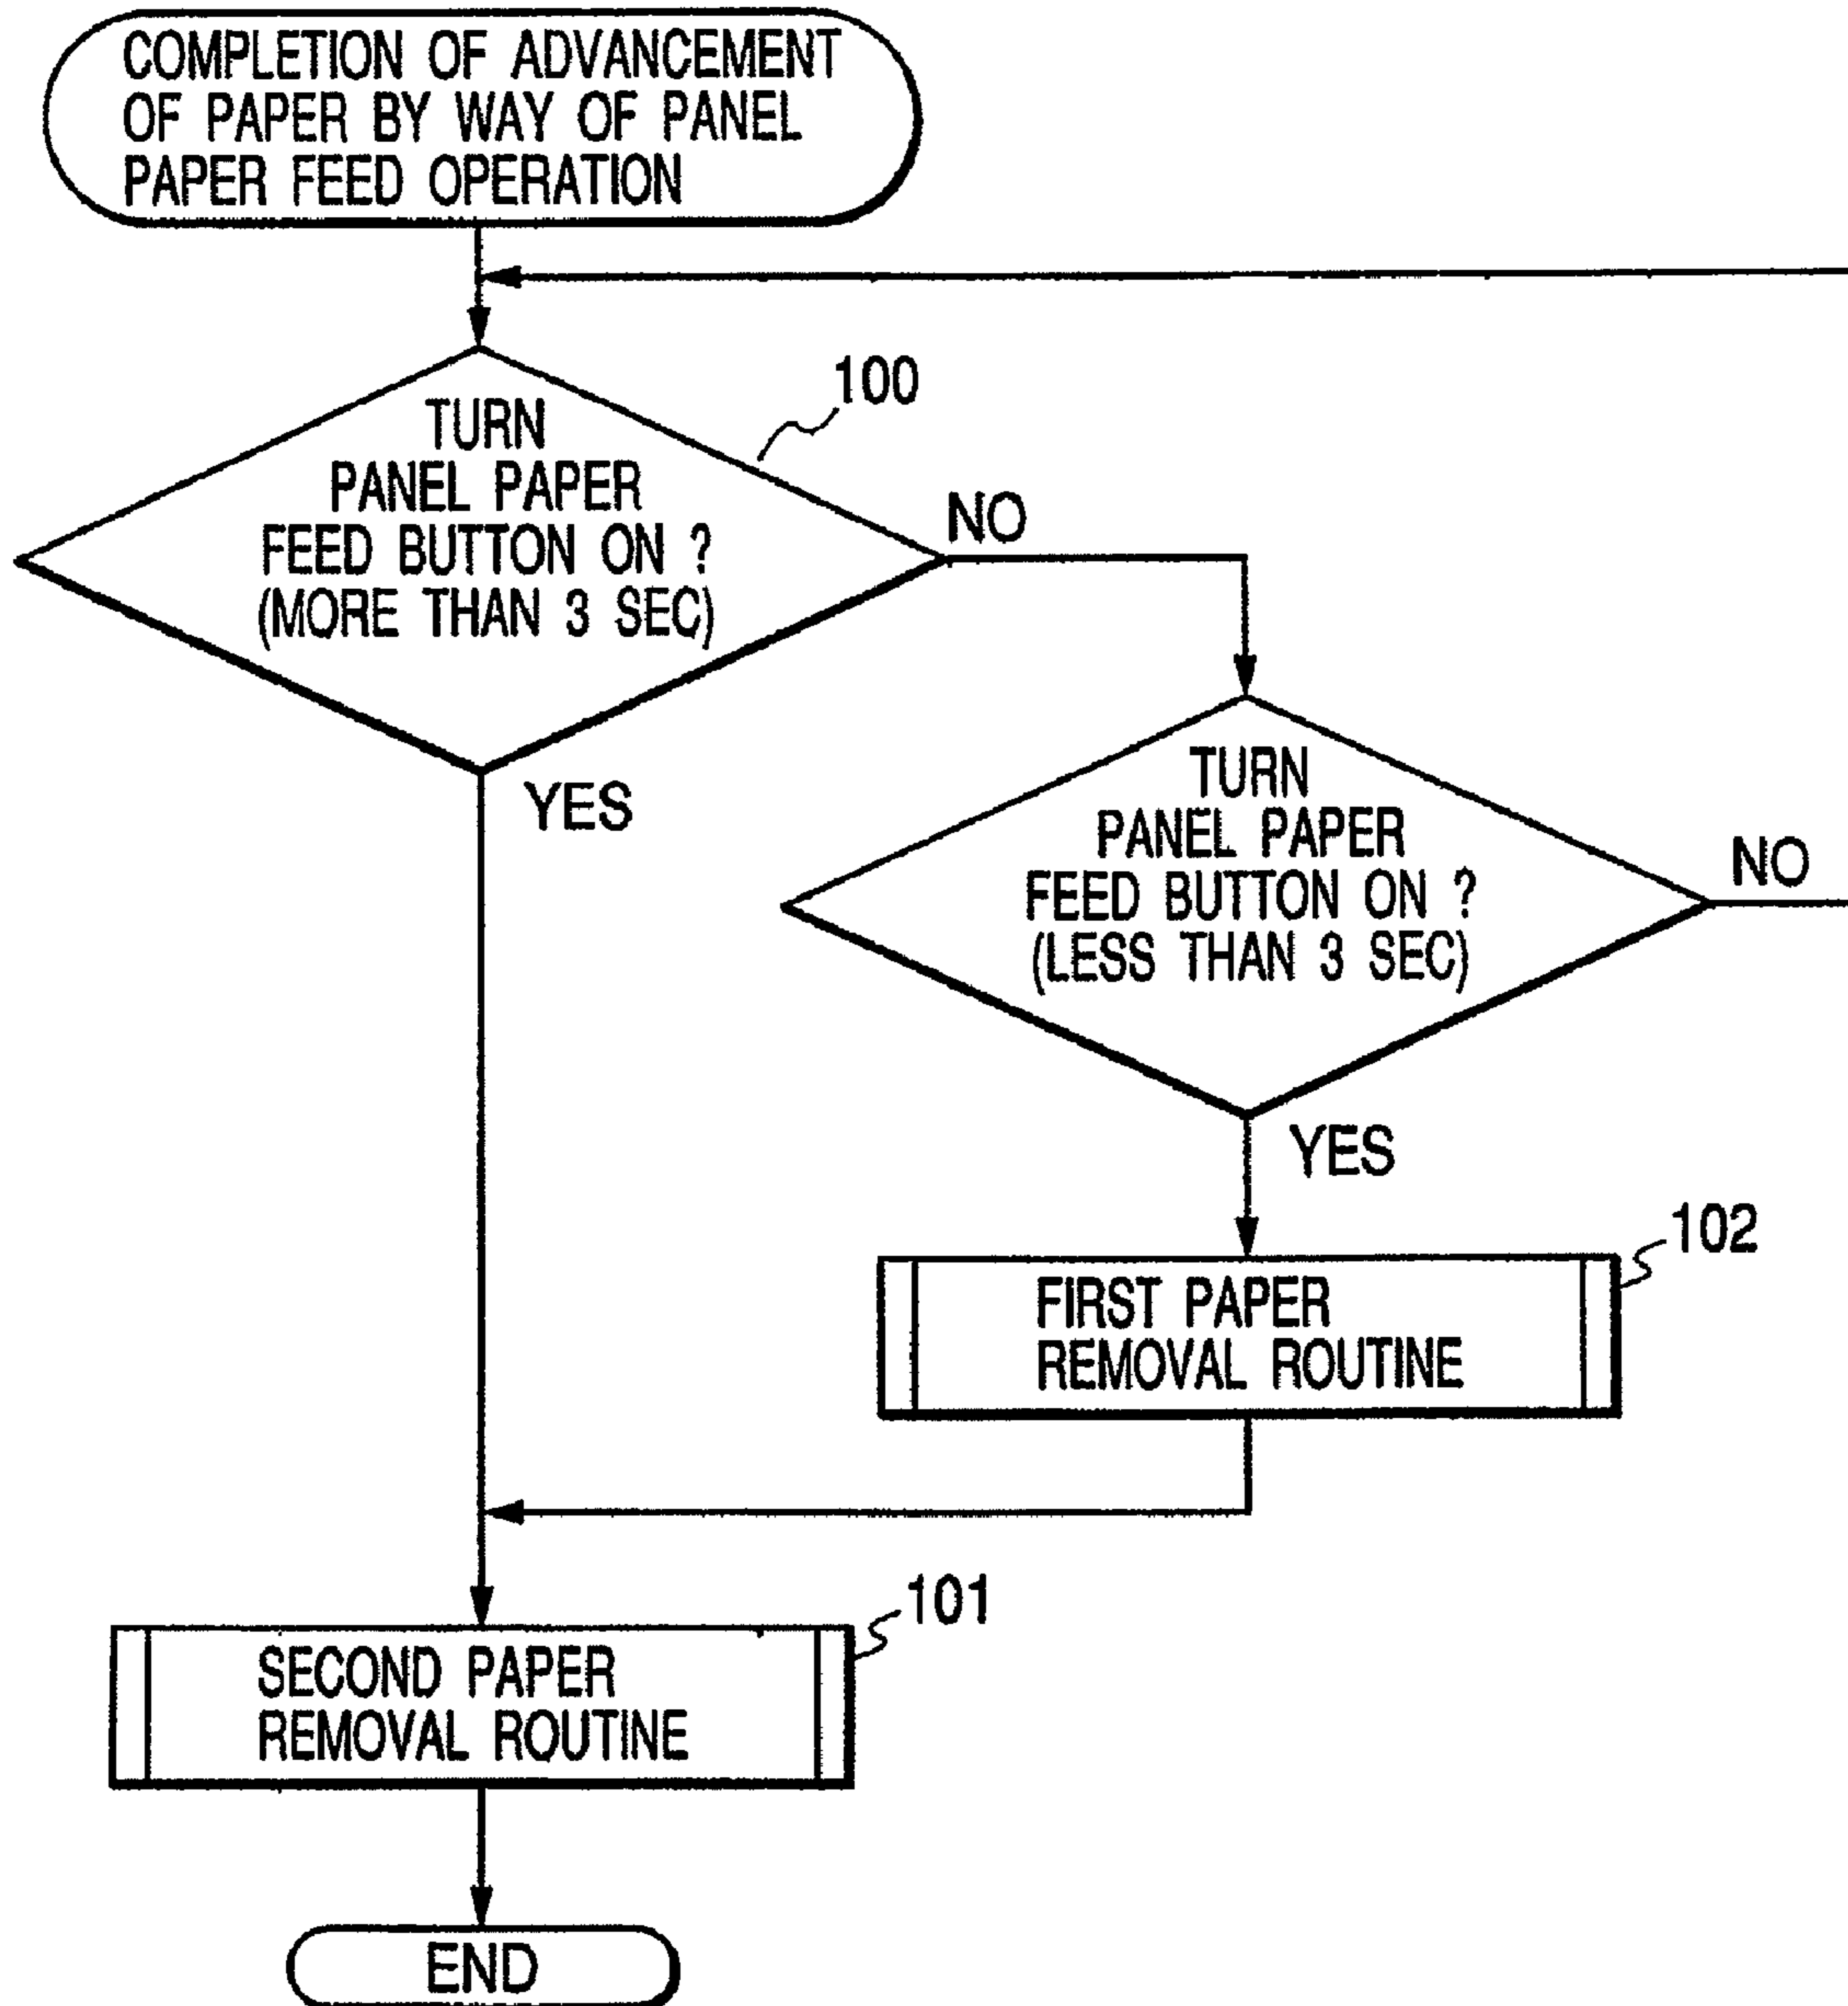 COMPLETION OF ADVANCEMENT
OF PAPER BY WAY OF PANEL
PAPER FEED OPERATION
100
TURN
PANEL PAPER
FEED BUTTON ON ?
(MORE THAN 3 SEC)
NO
YES
TURN
PANEL PAPER
FEED BUTTON ON ?
(LESS THAN 3 SEC)
NO
YES
102
FIRST PAPER
REMOVAL ROUTINE
101
SECOND PAPER
REMOVAL ROUTINE
END